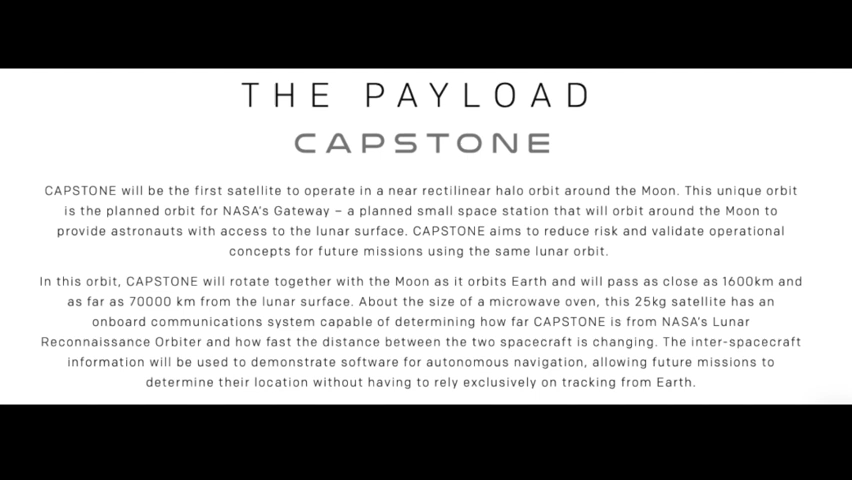 THE PAYLOAD
CAPSTONE
CAPSTONE will be the first satellite to operate in a near rectilinear halo orbit around the Moon. This unique orbit
is the planned orbit for NASA's Gateway – a planned small space station that will orbit around the Moon to
provide astronauts with access to the lunar surface. CAPSTONE aims to reduce risk and validate operational
concepts for future missions using the same lunar orbit.
In this orbit, CAPSTONE will rotate together with the Moon as it orbits Earth and will pass as close as 1600km and
as far as 70000 km from the lunar surface. About the size of a microwave oven, this 25kg satellite has an
onboard communications system capable of determining how far CAPSTONE is from NASA's Lunar
Reconnaissance Orbiter and how fast the distance between the two spacecraft is changing. The inter-spacecraft
information will be used to demonstrate software for autonomous navigation, allowing future missions to
determine their location without having to rely exclusively on tracking from Earth.